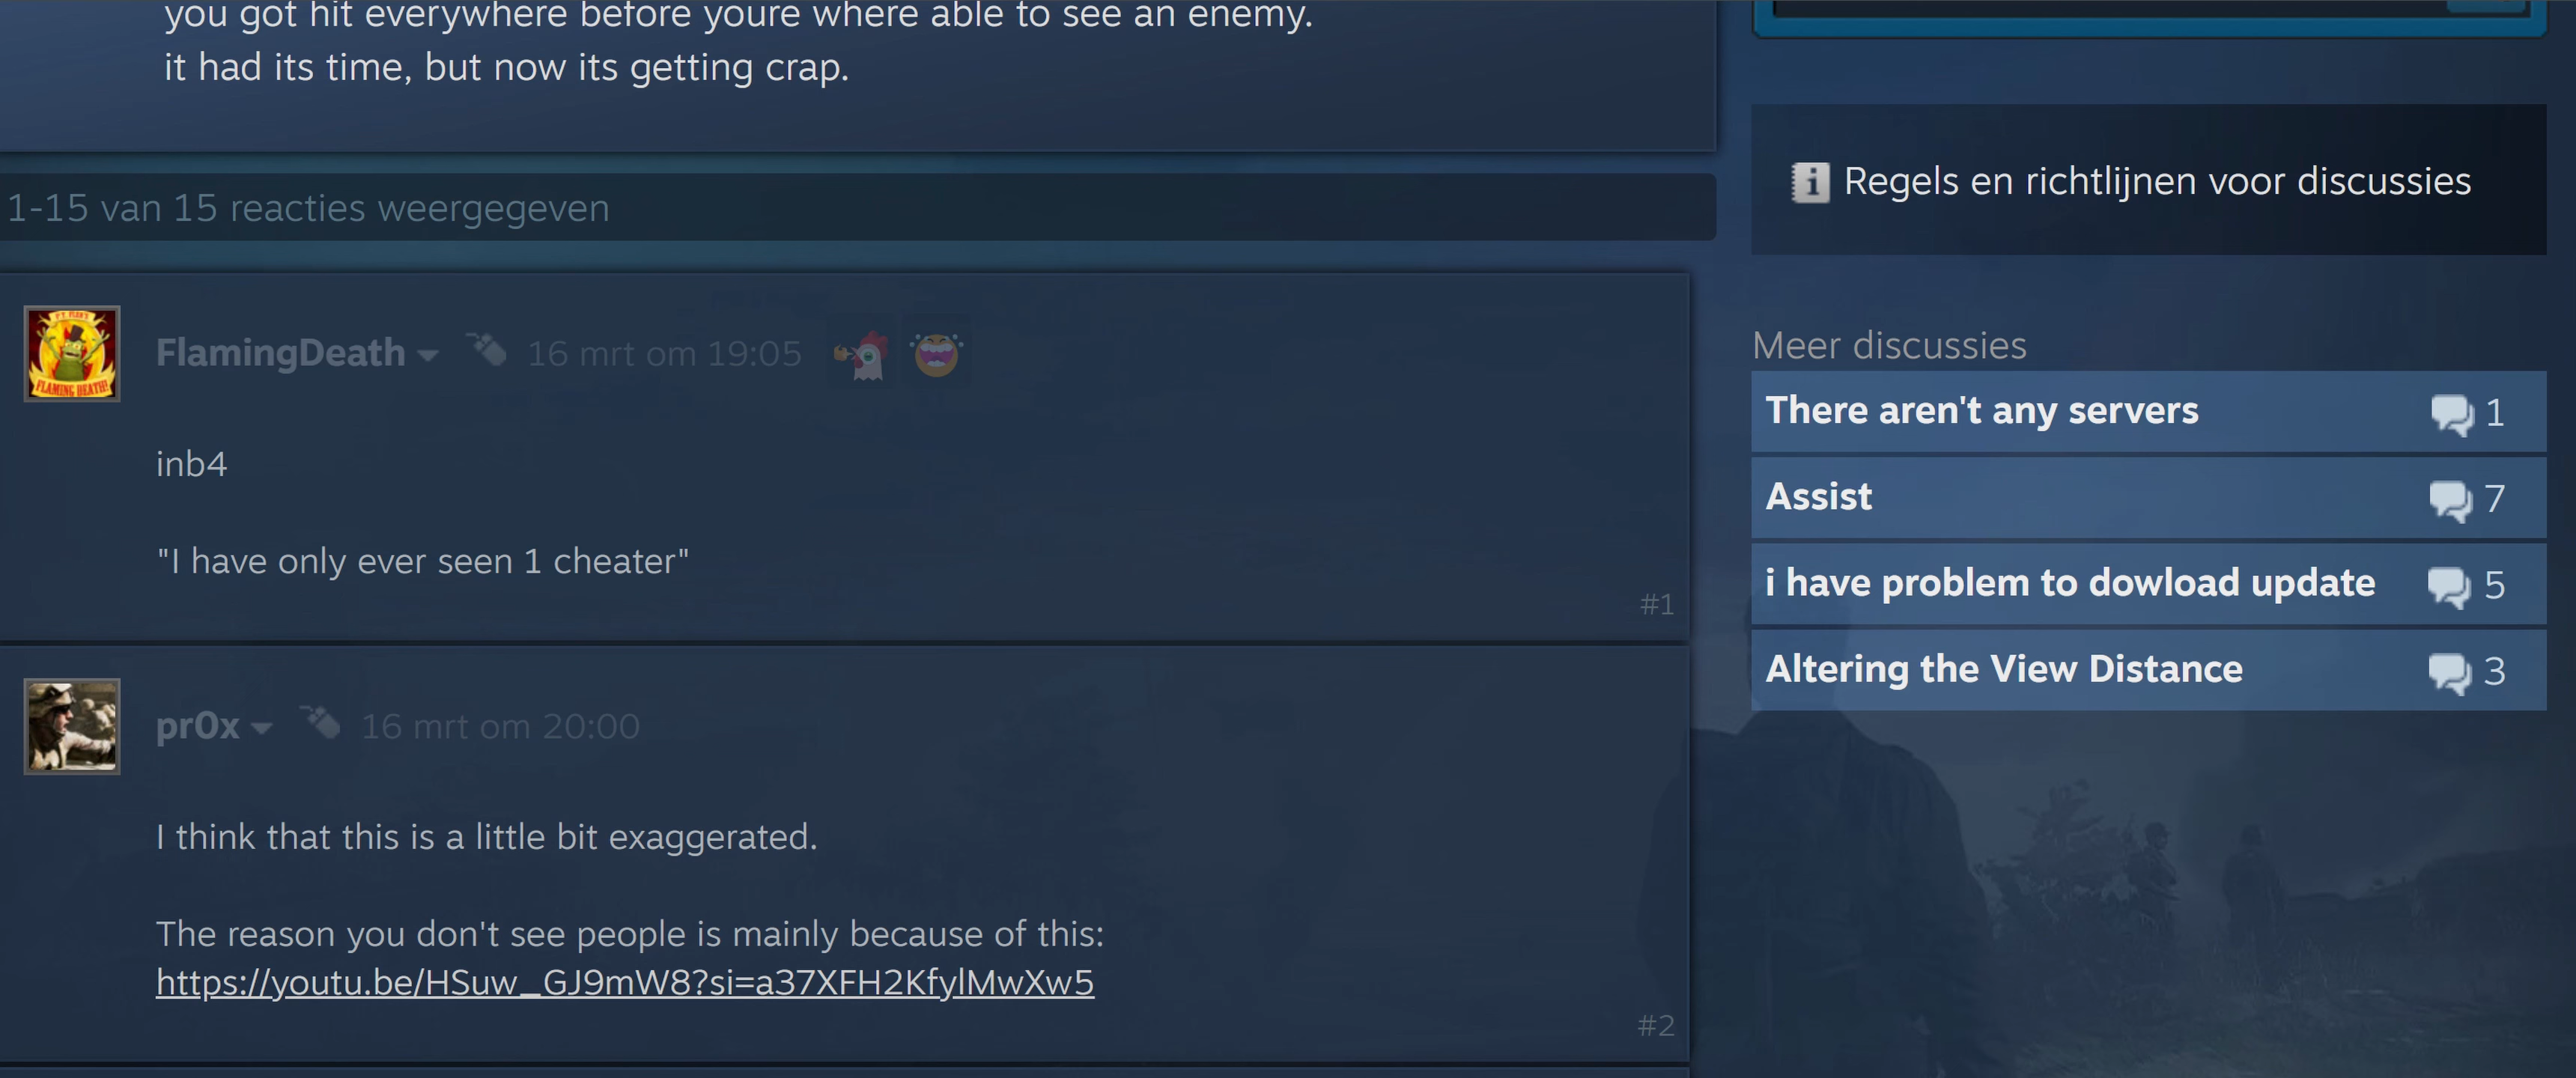 you got hit everywhere before youre where able to see an enemy.
it had its time, but now its getting crap.
1-15 van 15 reacties weergegeven
FlamingDeath 16 mrt om 19:05
inb4
"I have only ever seen 1 cheater"
#1
pr0x 16 mrt om 20:00
I think that this is a little bit exaggerated.
The reason you don't see people is mainly because of this:
https://youtu.be/HSuw_GJ9mW8?si=a37XFH2KfylMwXw5
#2
Regels en richtlijnen voor discussies
Meer discussies
There aren't any servers 1
Assist 7
i have problem to dowload update 5
Altering the View Distance 3
FLAMING DEATH!